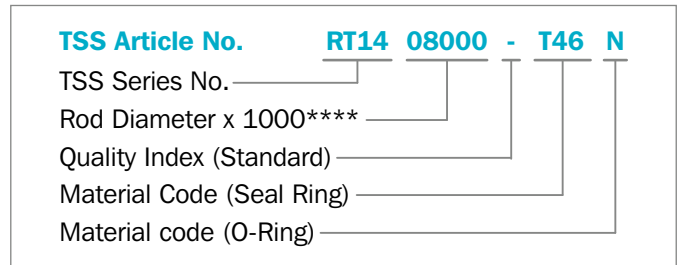 TSS Article No. RT14 08000 - T46 N
TSS Series No.
Rod Diameter x 1000****
Quality Index (Standard)
Material Code (Seal Ring)
Material code (O-Ring)